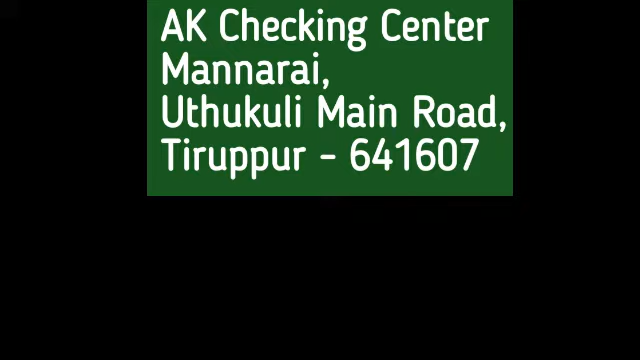 AK Checking Center
Mannarai,
Uthukuli Main Road,
Tiruppur - 641607